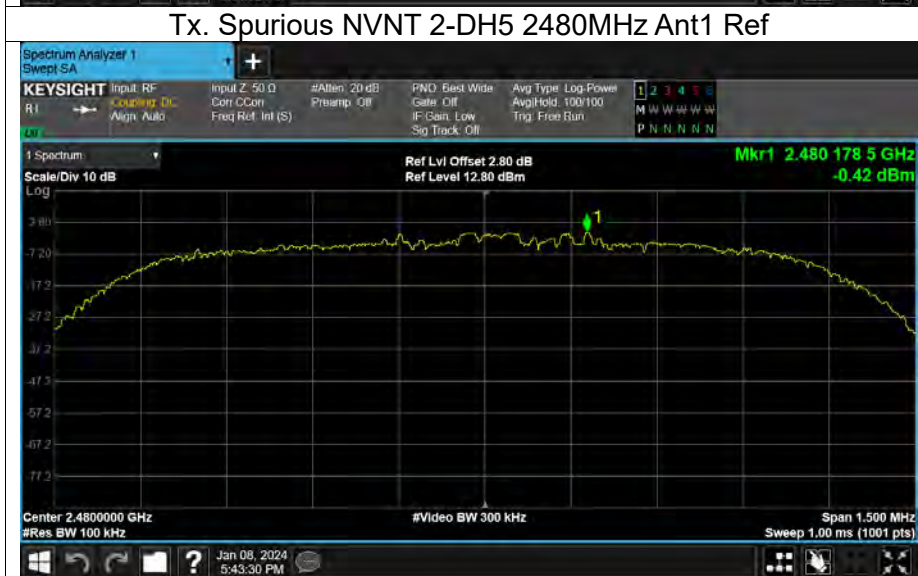 Tx. Spurious NVNT 2-DH5 2480MHz Ant1 Ref
Spectrum Analyzer 1
Swept SA
+
KEYSIGHT Input: RF Input Z: 50 Ω #Atten: 20 dB PNO: Best Wide Avg Type: Log-Power 1 2 3 4 5 6
Coupling: DC Corr CCorr Preamp: Off Gate: Off Avg|Hold: 100/100 M W W W W W
Align: Auto Freq Ref: Int (S) IF Gain: Low Trig: Free Run
Sig Track: Off P N N N N N
1 Spectrum Ref Lvl Offset 2.80 dB Mkr1 2.480 178 5 GHz
Scale/Div 10 dB Ref Level 12.80 dBm -0.42 dBm
Log
2.80
1
-7.20
-17.2
-27.2
-37.2
-47.2
-57.2
-67.2
-77.2
Center 2.4800000 GHz #Video BW 300 kHz Span 1.500 MHz
#Res BW 100 kHz Sweep 1.00 ms (1001 pts)
? Jan 08, 2024
5:43:30 PM